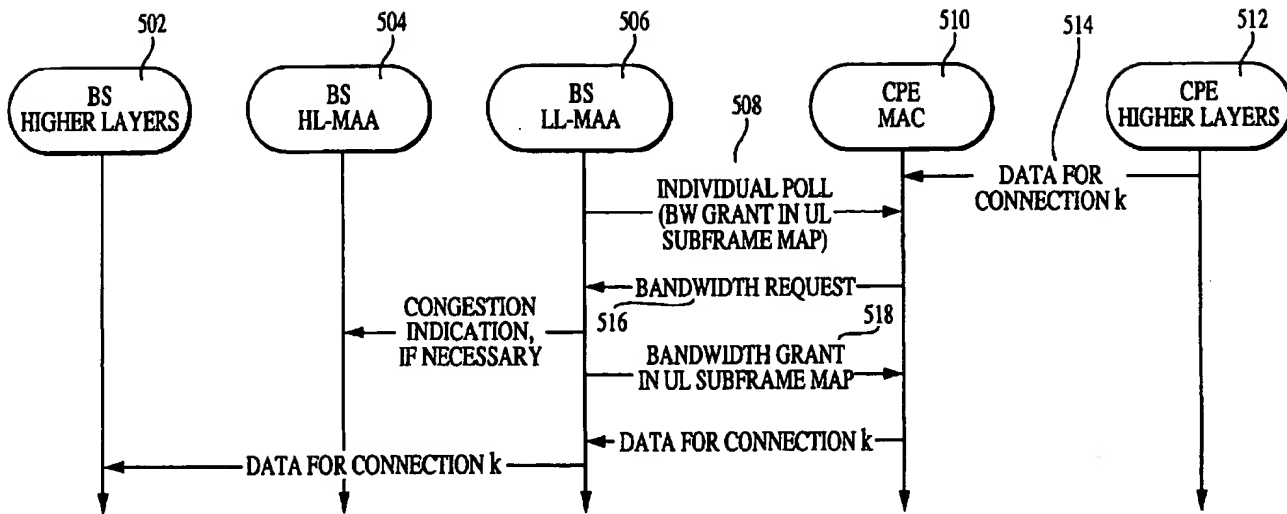 502
504
506
510
514
512
BS
HIGHER LAYERS
BS
HL-MAA
BS
LL-MAA
CPE
MAC
CPE
HIGHER LAYERS
508
DATA FOR
CONNECTION k
INDIVIDUAL POLL
(BW GRANT IN UL
SUBFRAME MAP)
BANDWIDTH REQUEST
516
CONGESTION
INDICATION,
IF NECESSARY
518
BANDWIDTH GRANT
IN UL SUBFRAME MAP
DATA FOR CONNECTION k
DATA FOR CONNECTION k